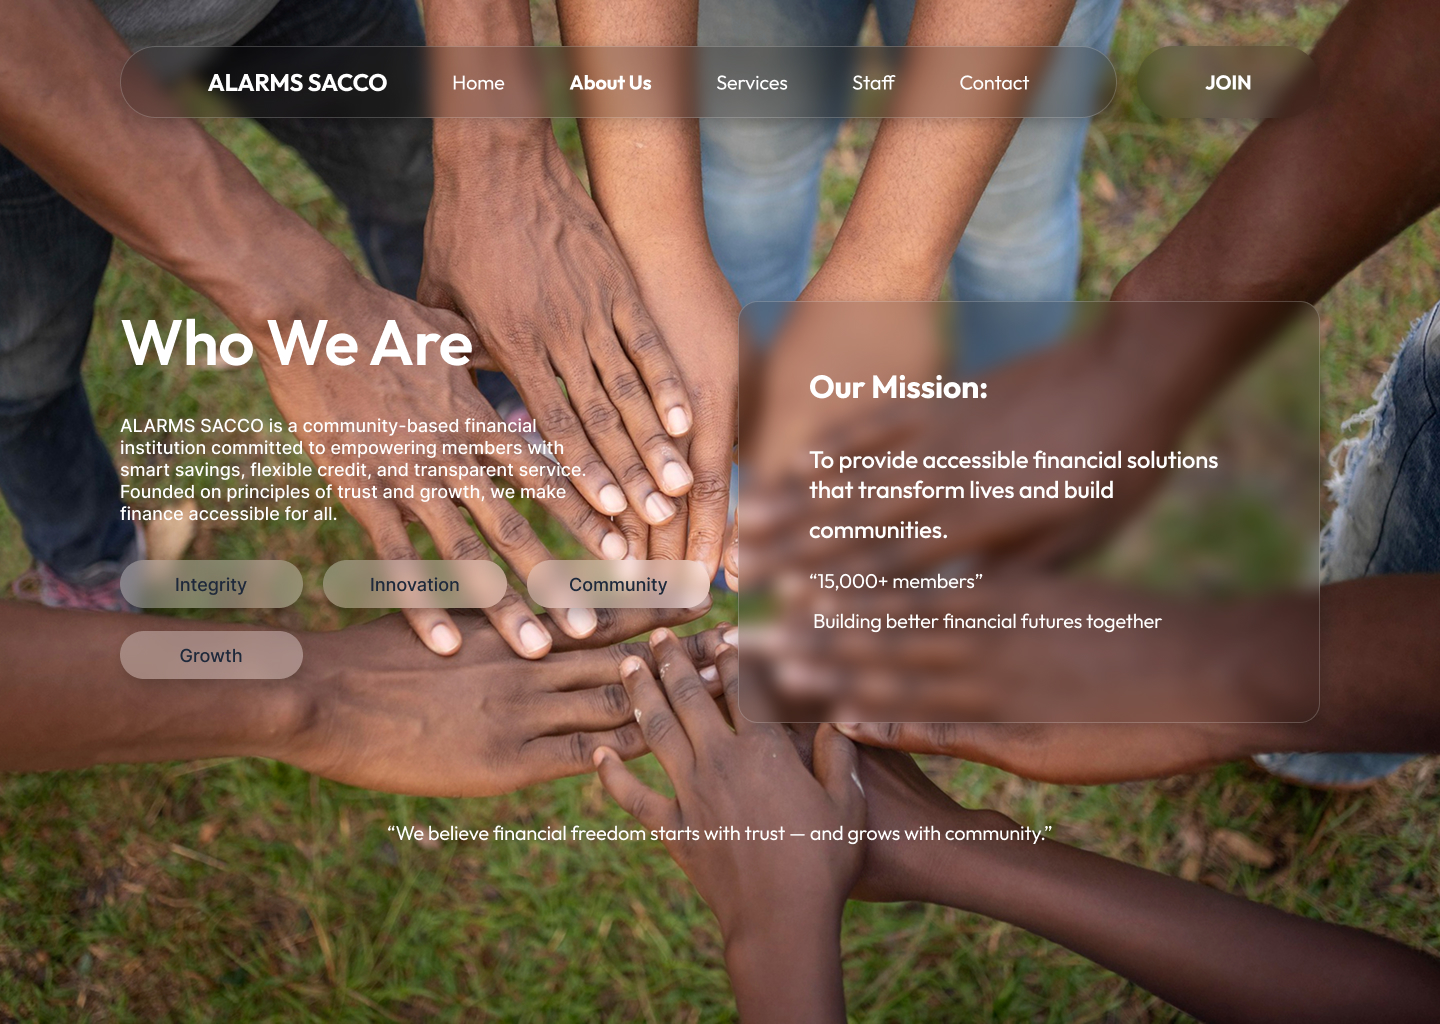 ALARMS SACCO
Home
About Us
Services
Staff
Contact
JOIN
Who We Are
ALARMS SACCO is a community-based financial
institution committed to empowering members with
smart savings, flexible credit, and transparent service.
Founded on principles of trust and growth, we make
finance accessible for all.
Integrity
Innovation
Community
Growth
Our Mission:
To provide accessible financial solutions
that transform lives and build
communities.
“15,000+ members”
Building better financial futures together
“We believe financial freedom starts with trust — and grows with community.”